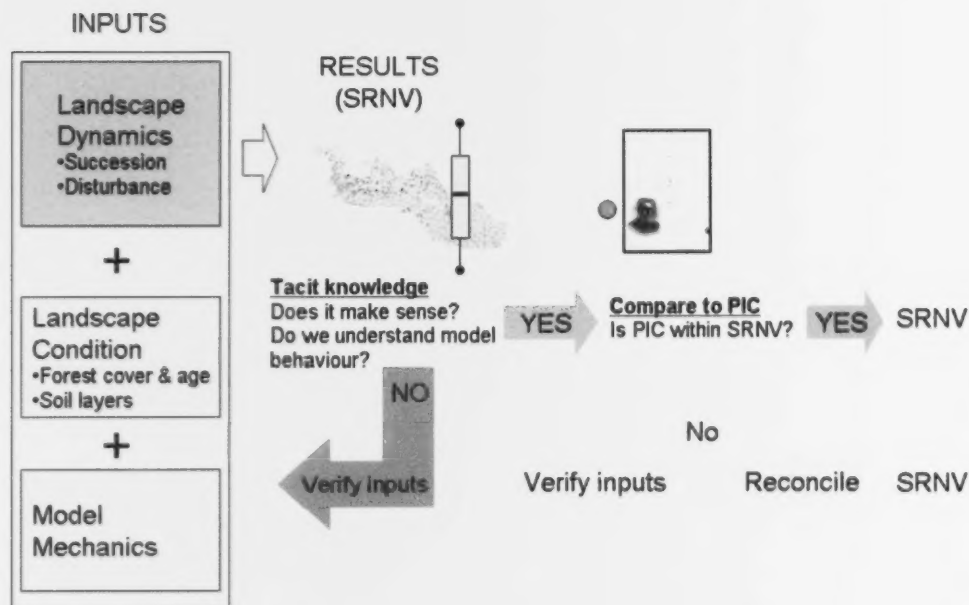 INPUTS
Landscape
Dynamics
•Succession
•Disturbance
+
Landscape
Condition
•Forest cover & age
•Soil layers
+
Model
Mechanics
RESULTS
(SRNV)
Tacit knowledge
Does it make sense?
Do we understand model
behaviour?
YES
Compare to PIC
Is PIC within SRNV?
YES
SRNV
NO
Verify Inputs
No
Verify inputs
Reconcile
SRNV